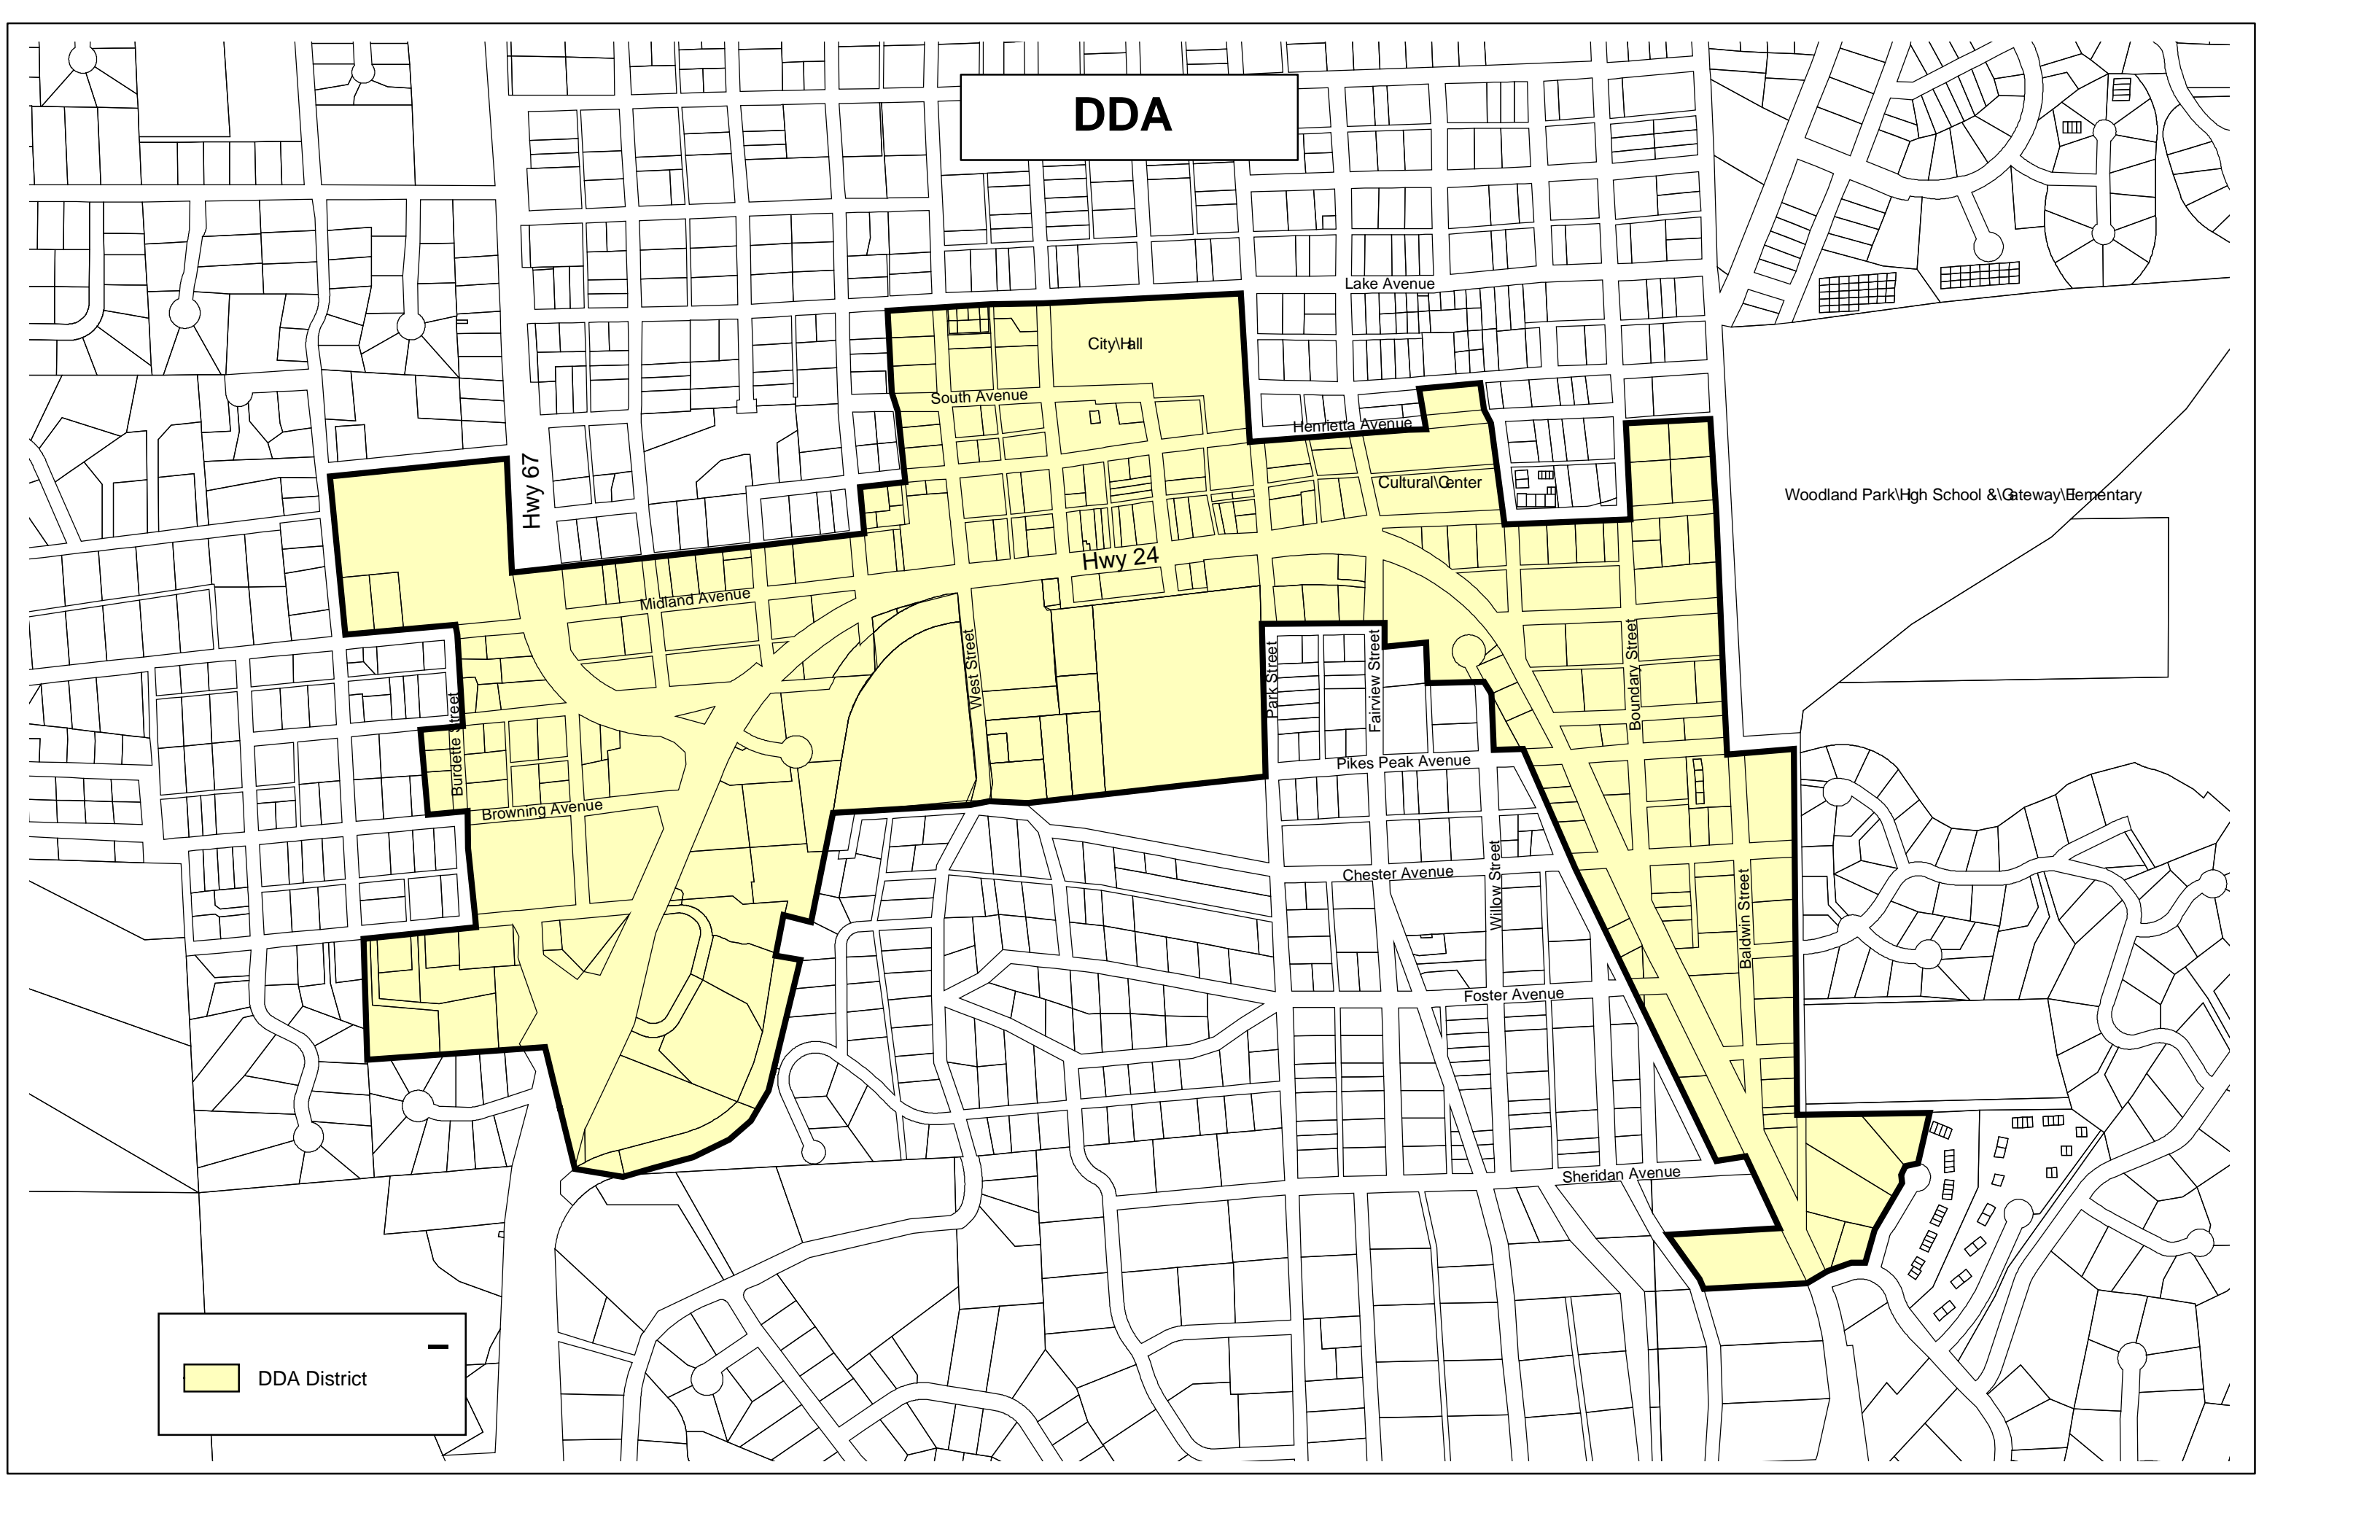 DDA
Lake Avenue
City\Hall
South Avenue
Henrietta Avenue
Hwy 67
Cultural\Center
Woodland Park\High School &\Gateway\Elementary
Hwy 24
Midland Avenue
West Street
Park Street
Fairview Street
Boundary Street
Burdette Street
Pikes Peak Avenue
Browning Avenue
Chester Avenue
Willow Street
Baldwin Street
Foster Avenue
Sheridan Avenue
DDA District